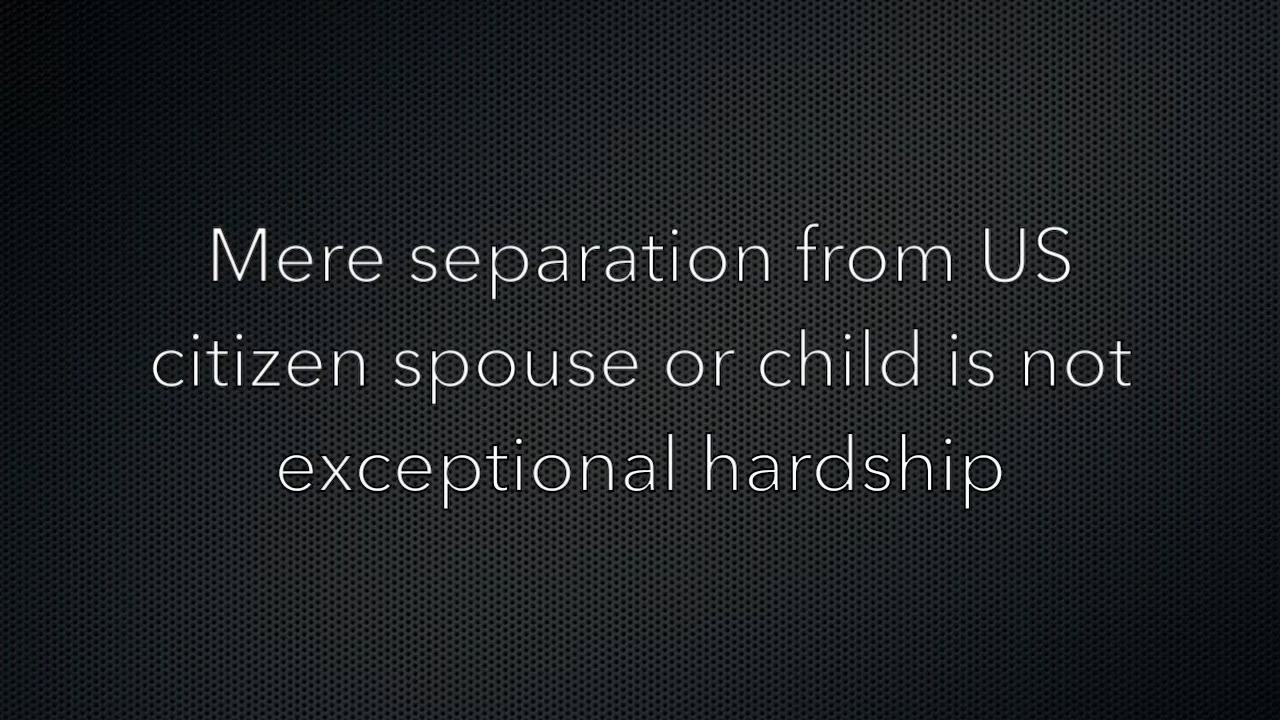 Mere separation from US
citizen spouse or child is not
exceptional hardship